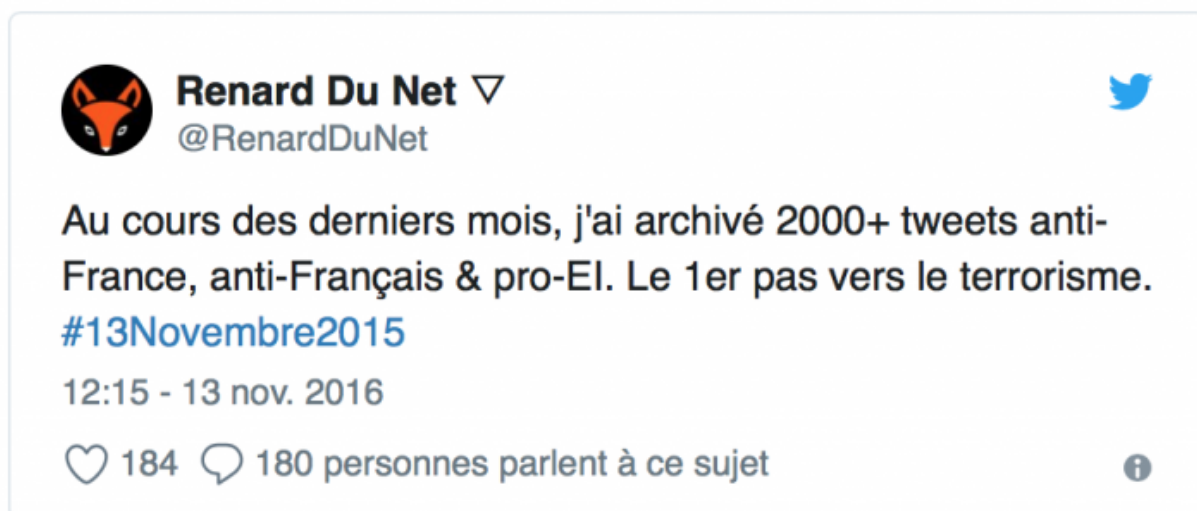 Renard Du Net ▽
@RenardDuNet
Au cours des derniers mois, j'ai archivé 2000+ tweets anti-
France, anti-Français & pro-EI. Le 1er pas vers le terrorisme.
#13Novembre2015
12:15 - 13 nov. 2016
184 180 personnes parlent à ce sujet